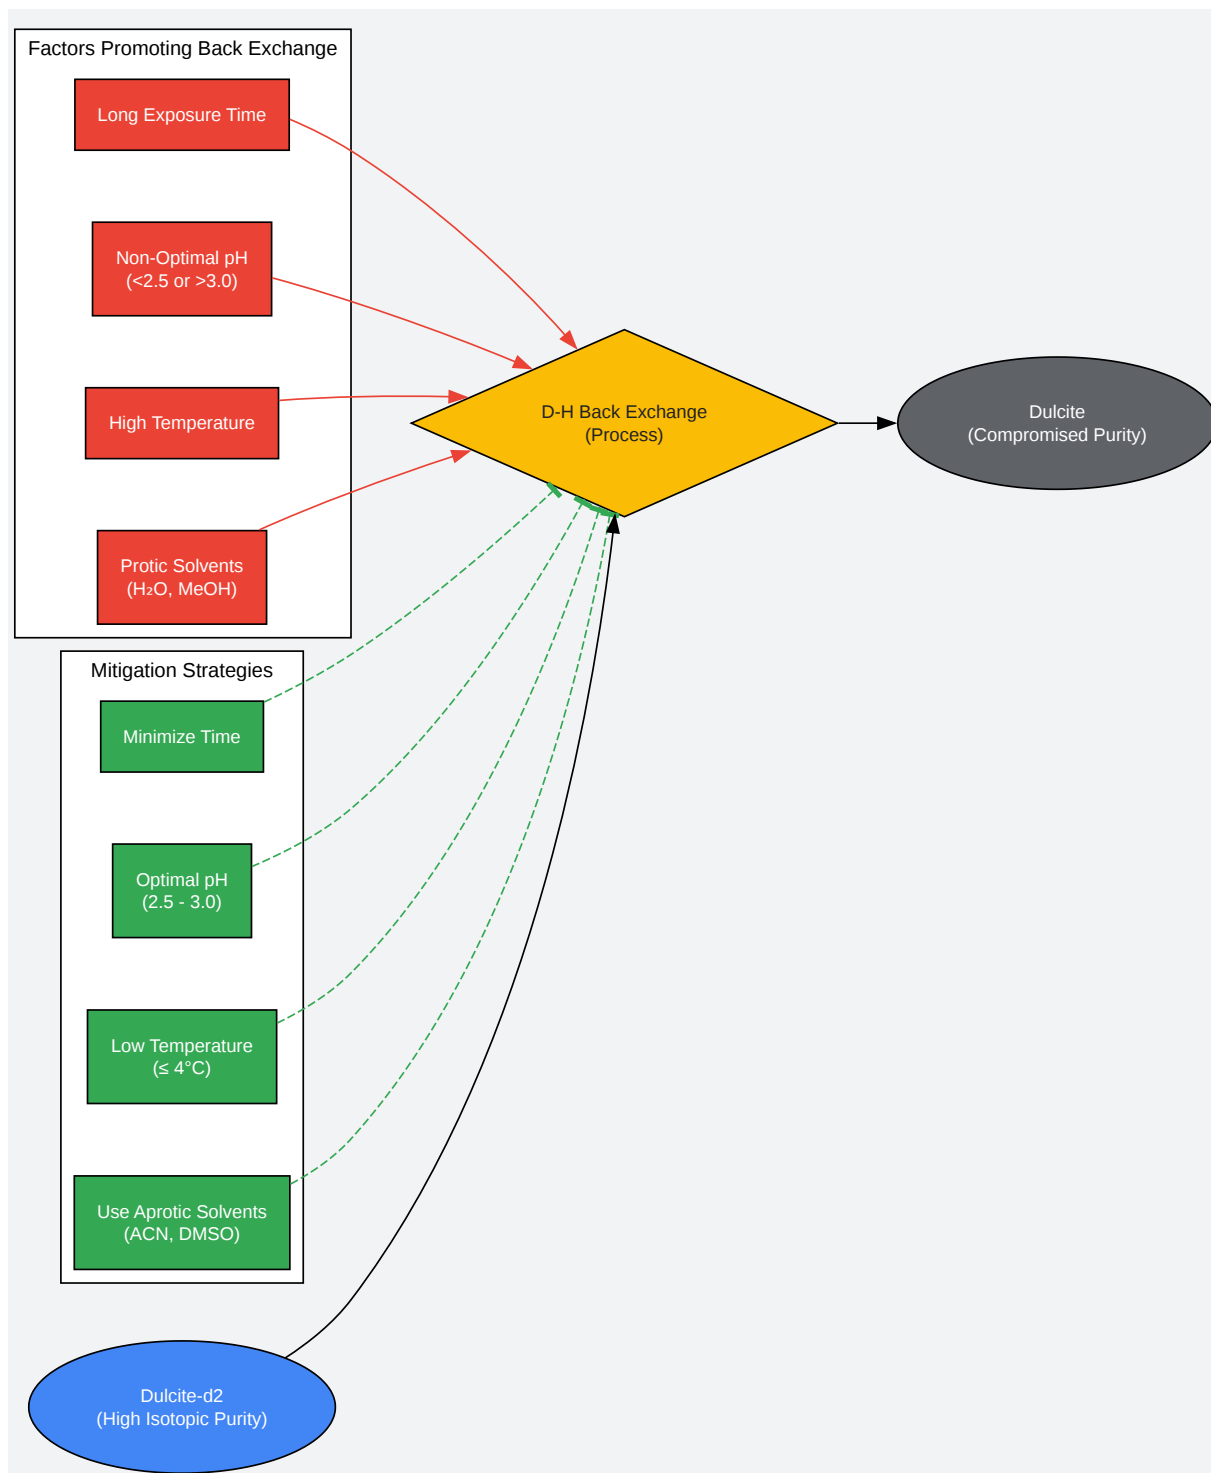 Factors Promoting Back Exchange
Long Exposure Time
Non-Optimal pH
(<2.5 or >3.0)
High Temperature
Protic Solvents
(H₂O, MeOH)
D-H Back Exchange
(Process)
Dulcite
(Compromised Purity)
Mitigation Strategies
Minimize Time
Optimal pH
(2.5 - 3.0)
Low Temperature
(≤ 4°C)
Use Aprotic Solvents
(ACN, DMSO)
Dulcite-d2
(High Isotopic Purity)